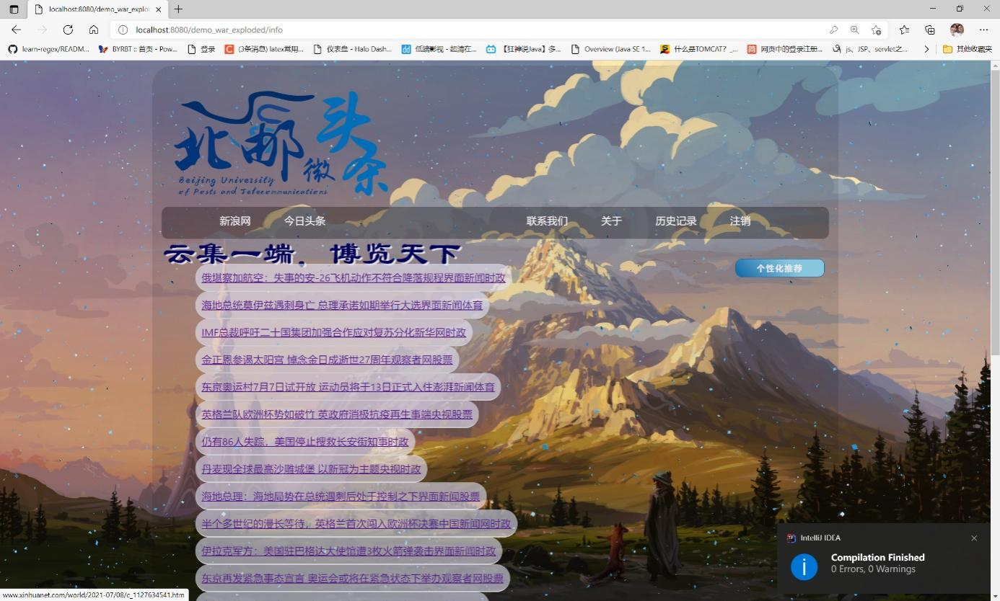 localhost:8080/demo_war_explo
localhost:8080/demo_war_exploded/info
learn-regex/READM...
BYRBT :: 首页 - Pow...
登录
(3条消息) latex常用...
仪表盘 - Halo Dash...
低端影视 - 超清在...
【狂神说Java】多...
Overview (Java SE 1...
什么是TOMCAT？_...
网页中的登录注册...
js、JSP、servlet之...
其他收藏夹
北邮微头条
Beijing University
of Posts and Telecommunications
新浪网 今日头条 联系我们 关于 历史记录 注销
云集一端，博览天下
个性化推荐
俄堪察加航空：失事的安-26飞机动作不符合降落规程界面新闻时政
海地总统莫伊兹遇刺身亡 总理承诺如期举行大选界面新闻体育
IMF总裁呼吁二十国集团加强合作应对复苏分化新华网时政
金正恩参谒太阳宫 悼念金日成逝世27周年观察者网股票
东京奥运村7月7日试开放 运动员将于13日正式入住澎湃新闻体育
英格兰队欧洲杯势如破竹 英政府消极抗疫再生事端央视股票
仍有86人失踪，美国停止搜救长安街知事时政
丹麦现全球最高沙雕城堡 以新冠为主题央视时政
海地总理：海地局势在总统遇刺后处于控制之下界面新闻股票
半个多世纪的漫长等待，英格兰首次闯入欧洲杯决赛中国新闻网时政
伊拉克军方：美国驻巴格达大使馆遭3枚火箭弹袭击界面新闻时政
东京再发紧急事态宣言 奥运会或将在紧急状态下举办观察者网股票
IntelliJ IDEA
Compilation Finished
0 Errors, 0 Warnings
www.xinhuanet.com/world/2021-07/08/c_1127634541.htm